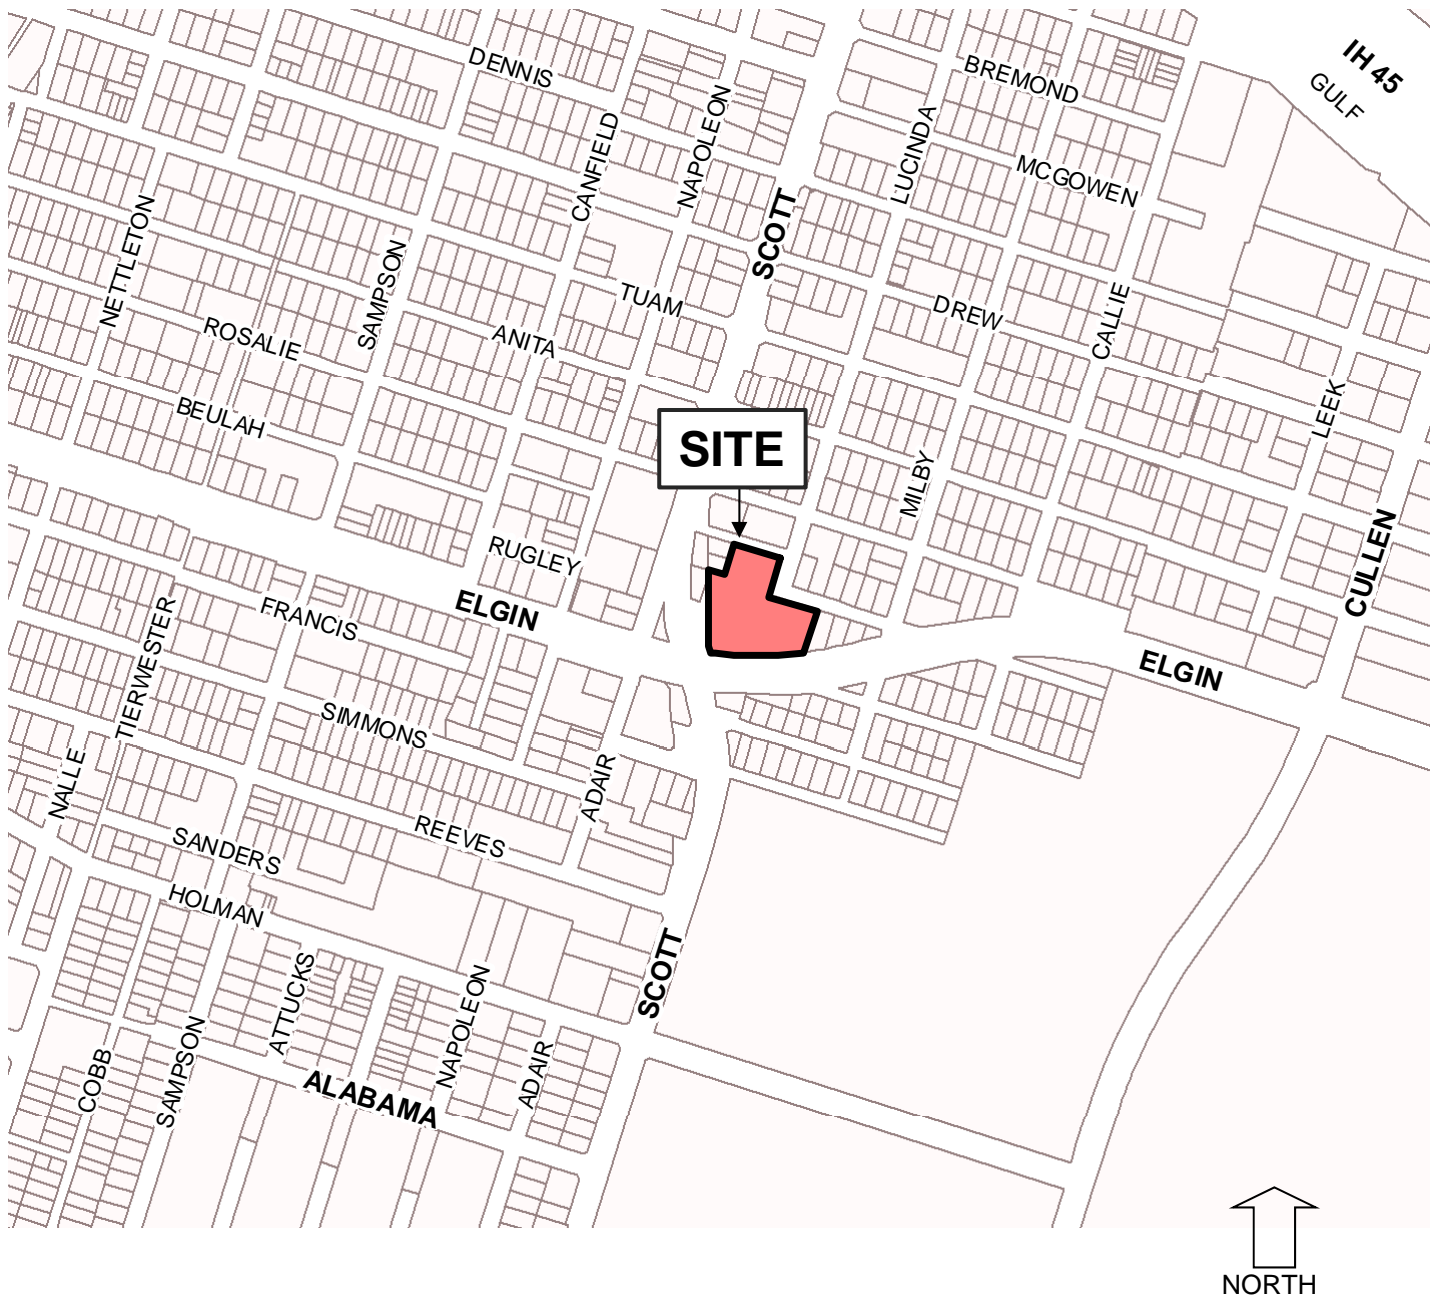 IH 45
GULF
DENNIS
BREMOND
CANFIELD
NAPOLEON
LUCINDA
MCGOWEN
NETTLETON
SCOTT
SAMPSON
TUAM
DREW
CALLIE
ROSALIE
ANITA
LEEK
BEULAH
SITE
MILBY
CULLEN
RUGLEY
FRANCIS
ELGIN
TIERWESTER
ELGIN
SIMMONS
NALLE
ADAIR
SANDERS
REEVES
HOLMAN
SCOTT
ATTUCKS
NAPOLEON
COBB
SAMPSON
ALABAMA
ADAIR
NORTH